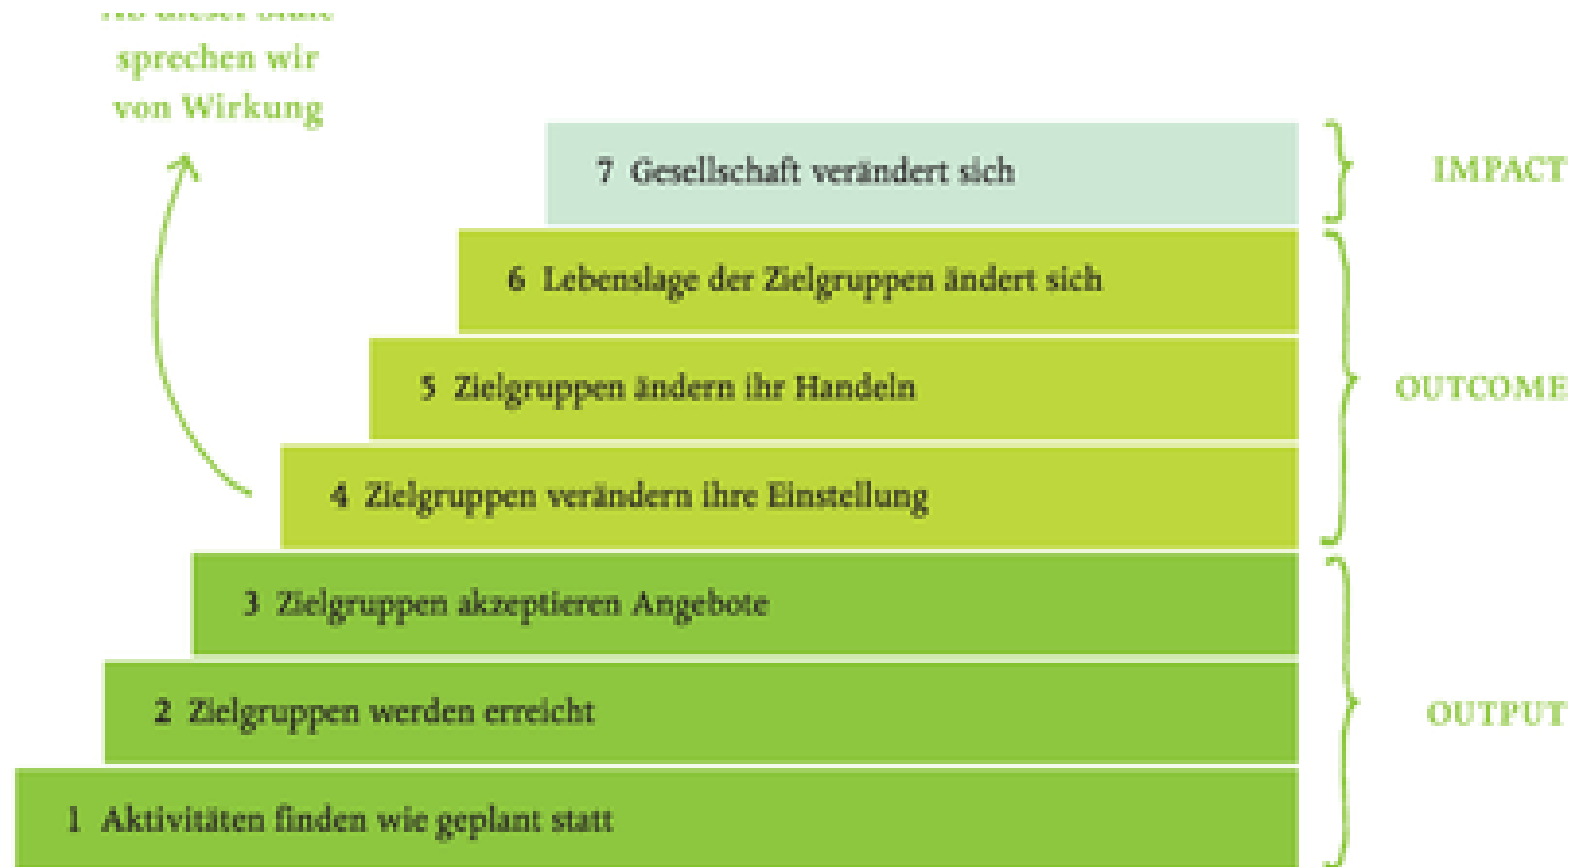 sprechen wir
von Wirkung
7 Gesellschaft verändert sich
IMPACT
6 Lebenslage der Zielgruppen ändert sich
5 Zielgruppen ändern ihr Handeln
OUTCOME
4 Zielgruppen verändern ihre Einstellung
3 Zielgruppen akzeptieren Angebote
2 Zielgruppen werden erreicht
OUTPUT
1 Aktivitäten finden wie geplant statt